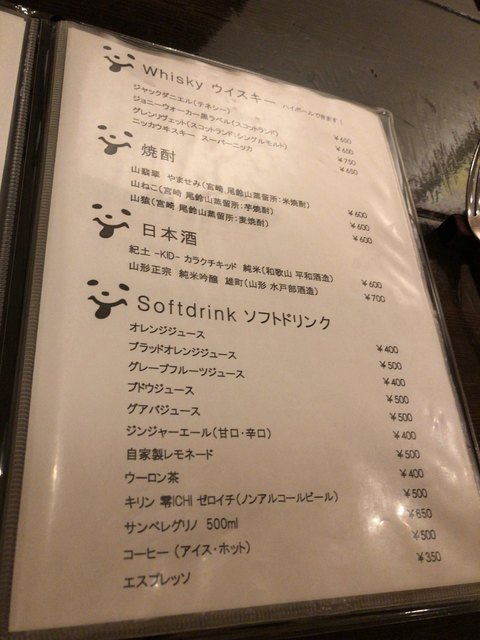 Whisky ウイスキー ハイボールできます!
ジャックダニエル(テネシー) ¥650
ジョニーウォーカー黒ラベル(スコットランド) ¥650
グレンリヴェット(スコットランド:シングルモルト) ¥750
ニッカウヰスキー スーパーニッカ ¥650
焼酎
山翡翠 やませみ(宮崎 尾鈴山蒸留所:米焼酎) ¥600
山ねこ(宮崎 尾鈴山蒸留所:芋焼酎) ¥600
山猿(宮崎 尾鈴山蒸留所:麦焼酎) ¥600
日本酒
紀土 -KID- カラクチキッド 純米(和歌山 平和酒造) ¥600
山形正宗 純米吟醸 雄町(山形 水戸部酒造) ¥700
Softdrink ソフトドリンク
オレンジジュース ¥400
ブラッドオレンジジュース ¥500
グレープフルーツジュース ¥400
ブドウジュース ¥500
グアバジュース ¥500
ジンジャーエール(甘口・辛口) ¥400
自家製レモネード ¥500
ウーロン茶 ¥400
キリン 零ICHI ゼロイチ(ノンアルコールビール) ¥500
サンペレグリノ 500ml ¥650
コーヒー (アイス・ホット) ¥500
エスプレッソ ¥350